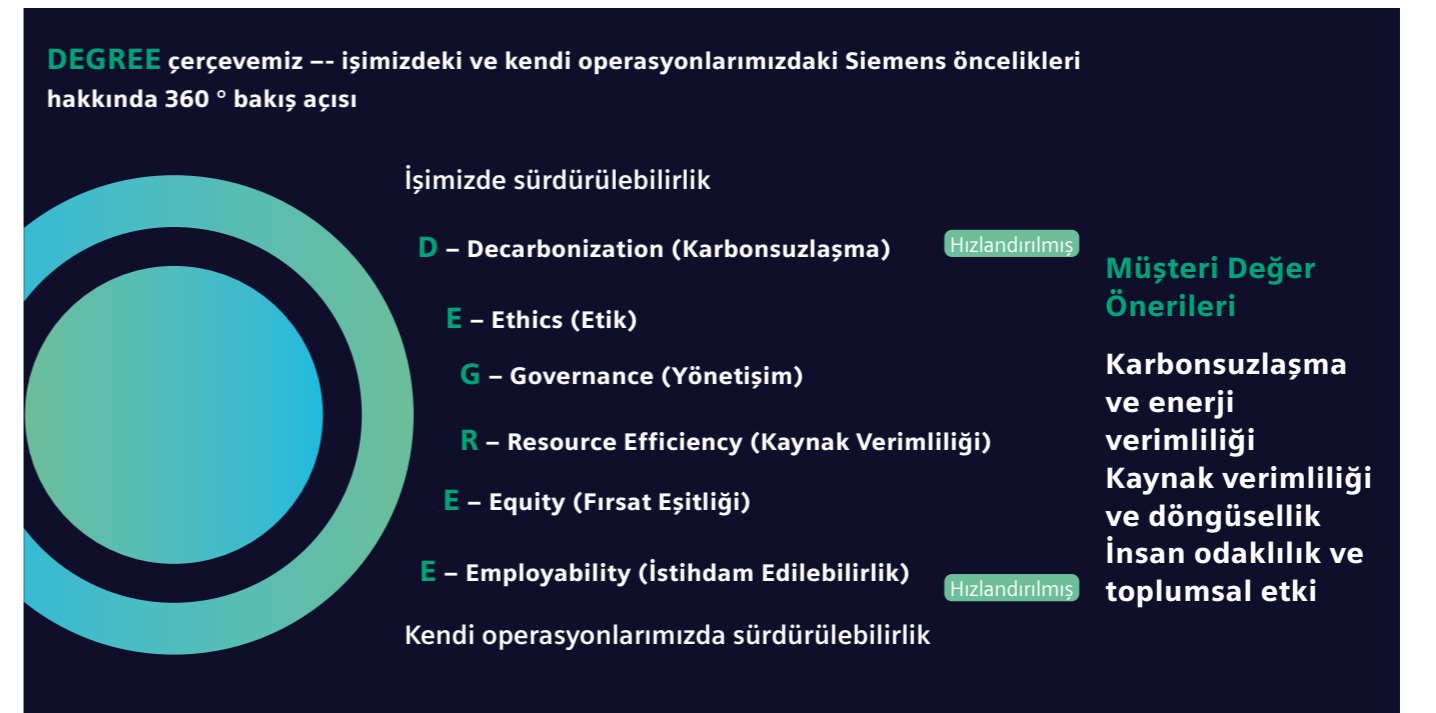 DEGREE çerçevemiz –- işimizdeki ve kendi operasyonlarımızdaki Siemens öncelikleri
hakkında 360 ° bakış açısı
İşimizde sürdürülebilirlik
D – Decarbonization (Karbonsuzlaşma)
Hızlandırılmış
E – Ethics (Etik)
G – Governance (Yönetişim)
R – Resource Efficiency (Kaynak Verimliliği)
E – Equity (Fırsat Eşitliği)
E – Employability (İstihdam Edilebilirlik)
Hızlandırılmış
Kendi operasyonlarımızda sürdürülebilirlik
Müşteri Değer
Önerileri
Karbonsuzlaşma
ve enerji
verimliliği
Kaynak verimliliği
ve döngüsellik
İnsan odaklılık ve
toplumsal etki